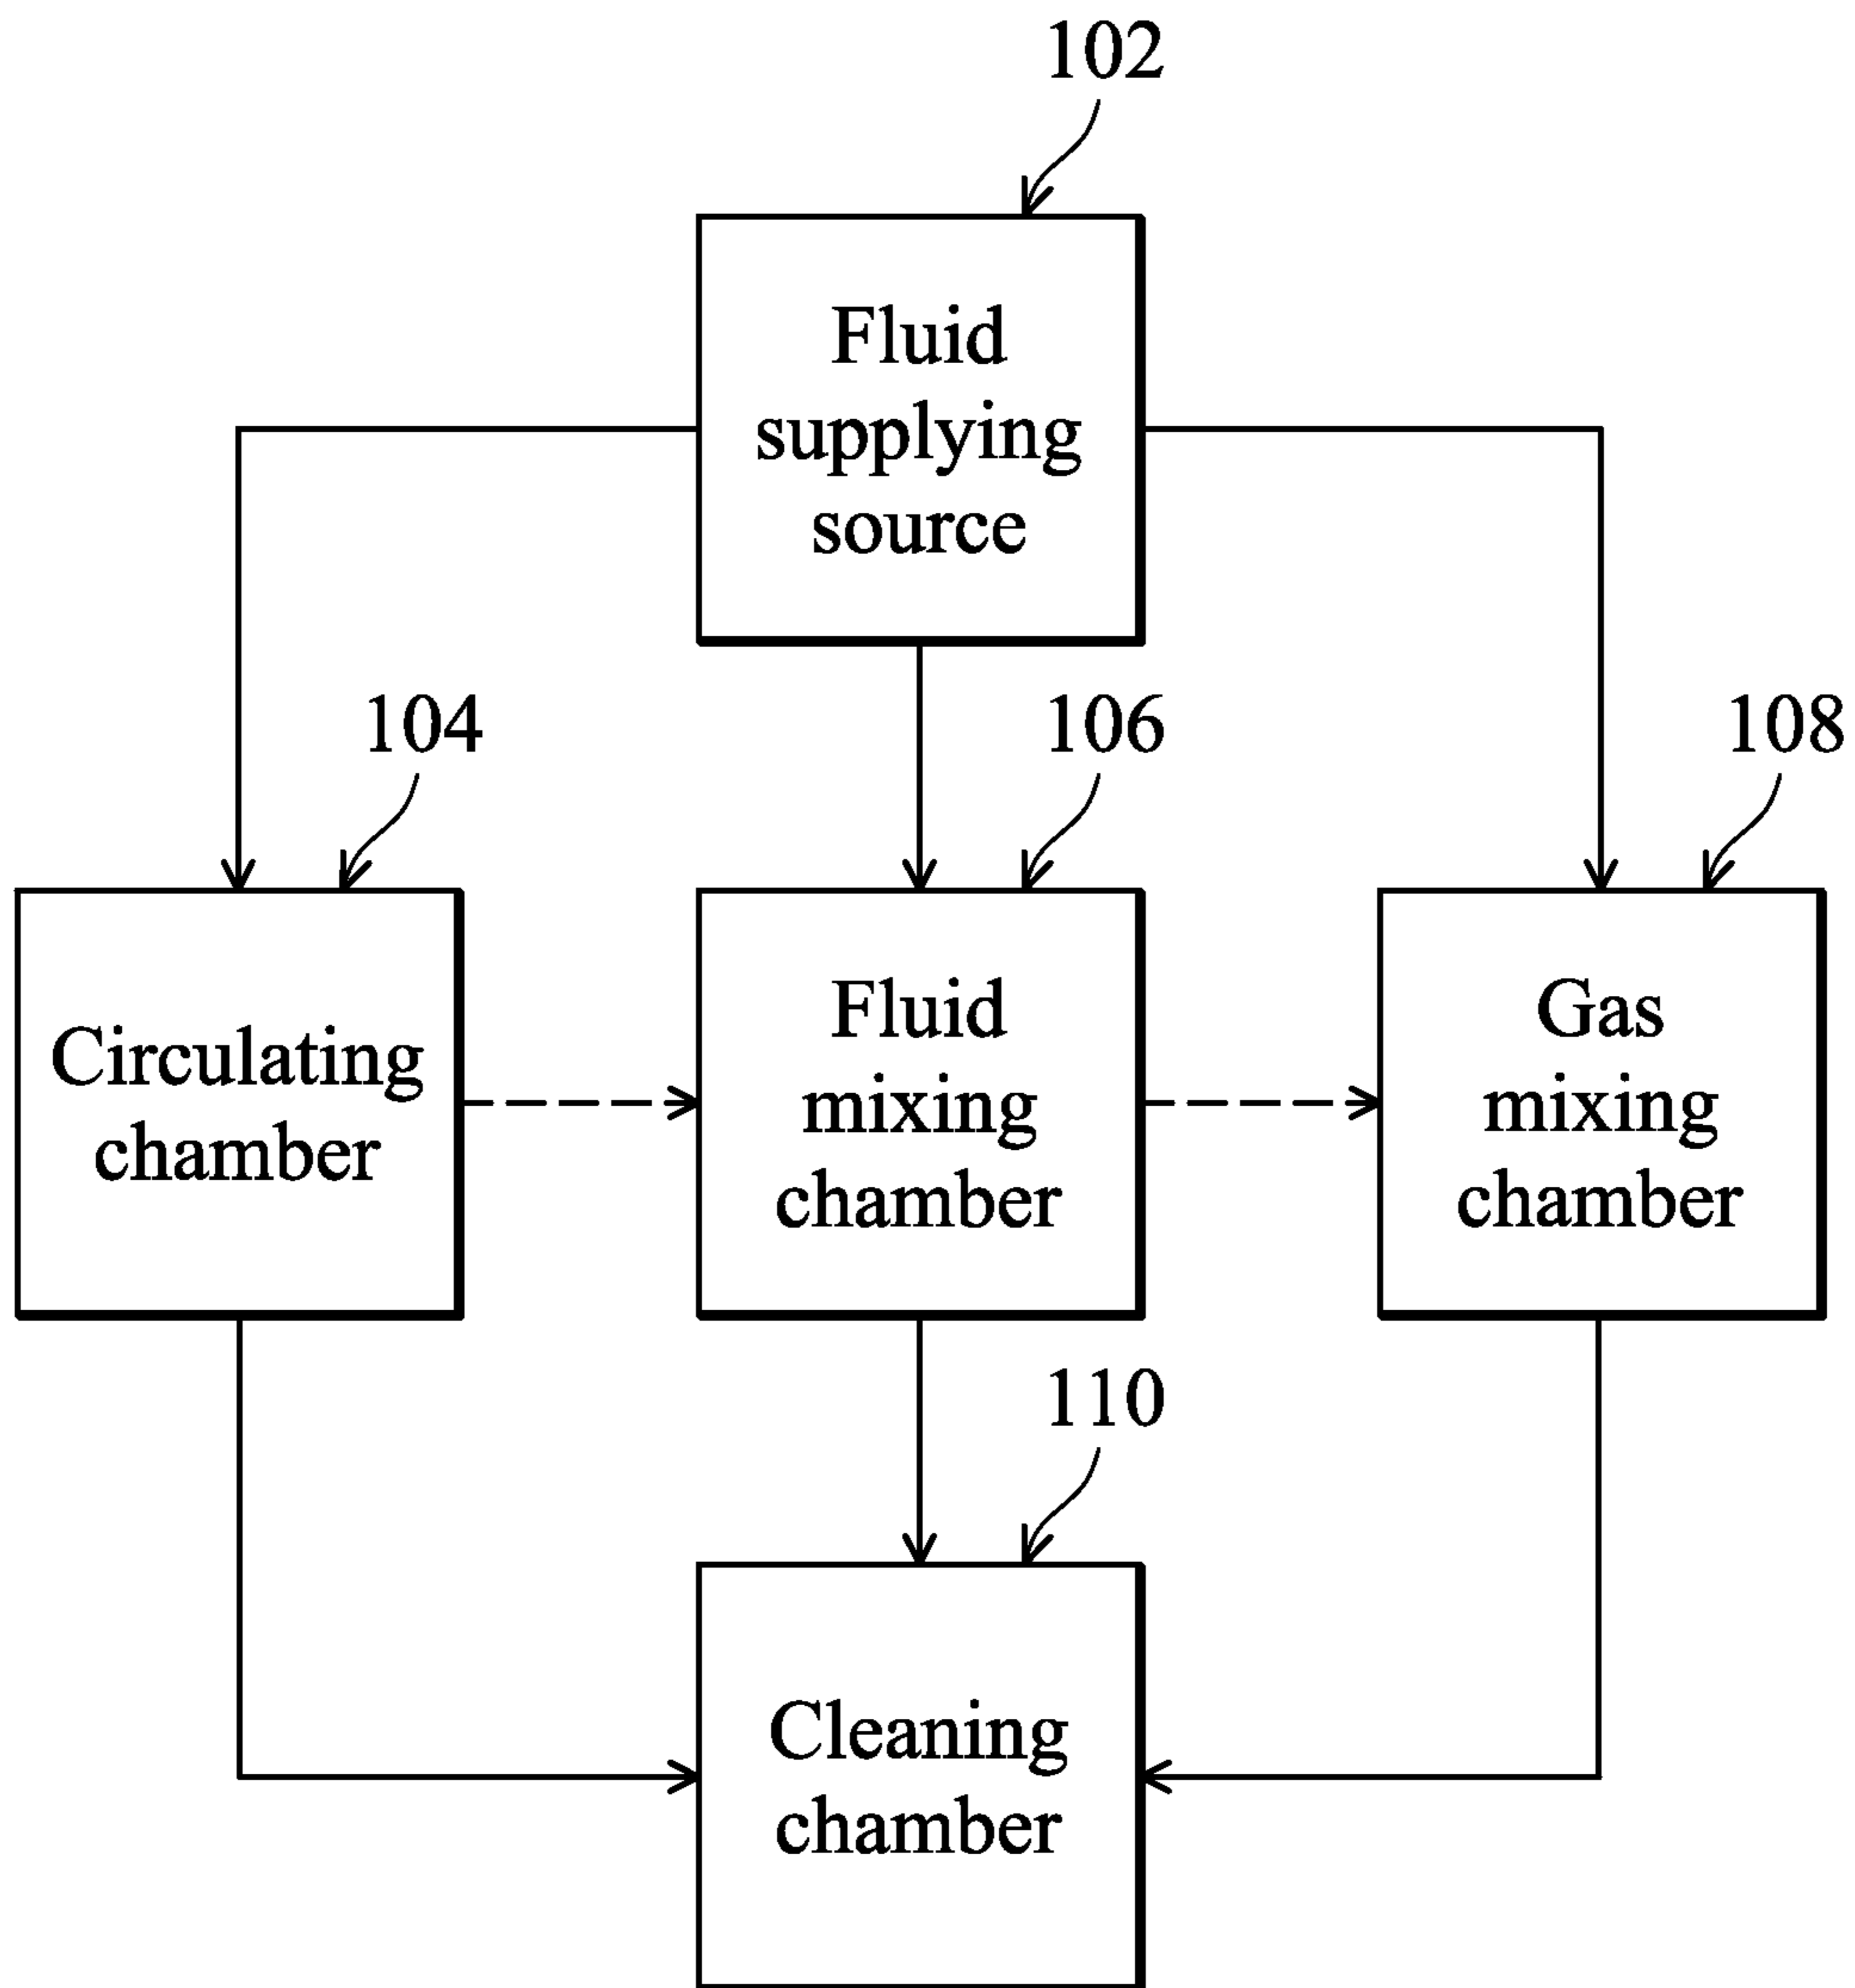 102
Fluid
supplying
source
104
106
108
Circulating
chamber
Fluid
mixing
chamber
Gas
mixing
chamber
110
Cleaning
chamber